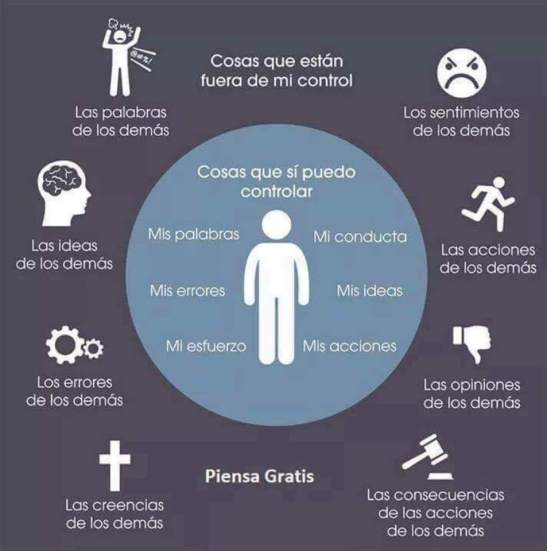 Cosas que están
fuera de mi control
@#*!
Las palabras
de los demás
Los sentimientos
de los demás
Cosas que sí puedo
controlar
Mis palabras
Mi conducta
Las ideas
de los demás
Las acciones
de los demás
Mis errores
Mis ideas
Mi esfuerzo
Mis acciones
Los errores
de los demás
Las opiniones
de los demás
Piensa Gratis
Las creencias
de los demás
Las consecuencias
de las acciones
de los demás